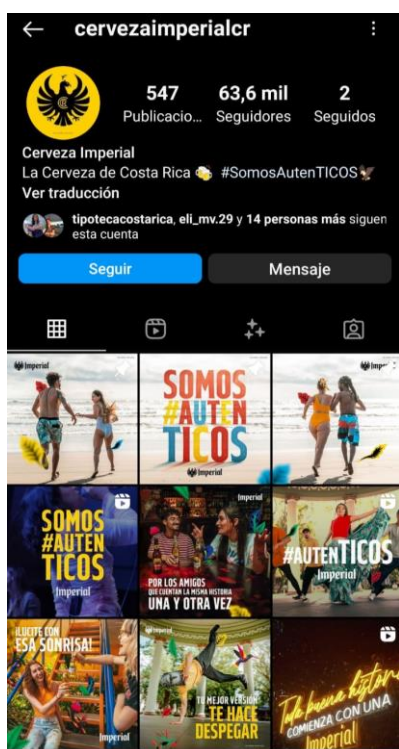 cervezaimperialcr
547
63,6 mil
2
Publicacio...
Seguidores
Seguidos
Cerveza Imperial
La Cerveza de Costa Rica 🍻 #SomosAutenTICOS🦅
Ver traducción
tipotecacostarica, eli_mv.29 y 14 personas más siguen
esta cuenta
Seguir
Mensaje
Imperial
SOMOS
#AUTEN
TICOS
Imperial
SOMOS
#AUTEN
TICOS
Imperial
Imperial
POR LOS AMIGOS
QUE CUENTAN LA MISMA HISTORIA
UNA Y OTRA VEZ
#AUTENTICOS
Imperial
¡LUCITE CON
ESA SONRISA!
Imperial
TU MEJOR VERSIÓN
TE HACE
DESPEGAR
Toda buena historia
COMIENZA CON UNA
Imperial